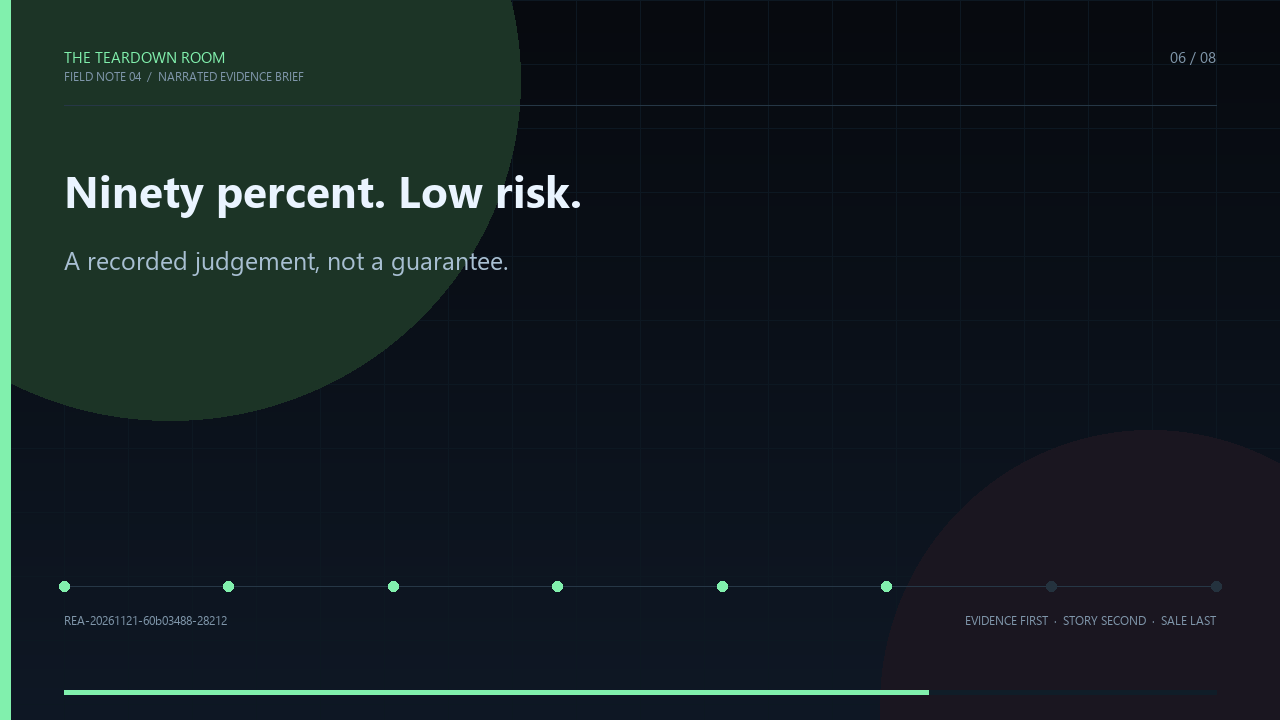 THE TEARDOWN ROOM
06 / 08
FIELD NOTE 04 / NARRATED EVIDENCE BRIEF
Ninety percent. Low risk.
A recorded judgement, not a guarantee.
REA-20261121-60b03488-28212
EVIDENCE FIRST · STORY SECOND · SALE LAST